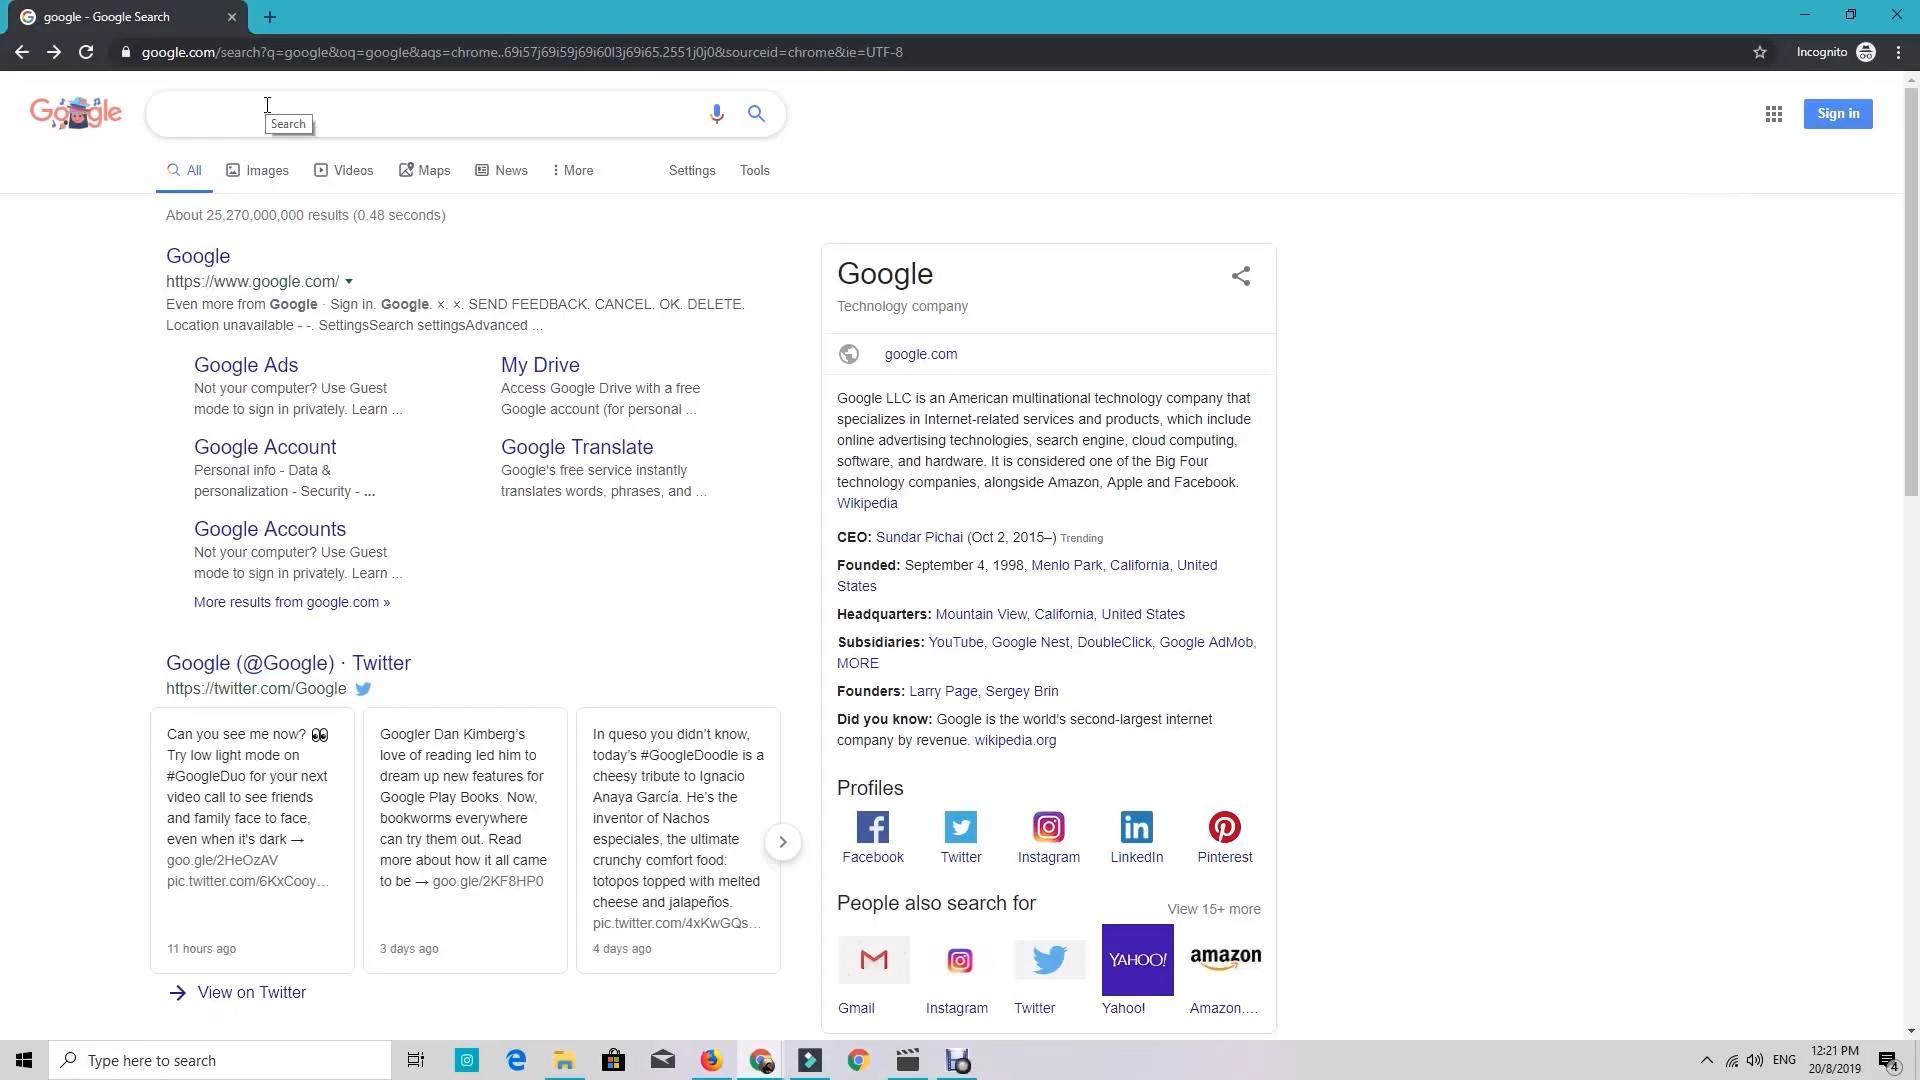 google - Google Search
google.com/search?q=google&oq=google&aqs=chrome..69i57j69i59j69i60l3j69i65.2551j0j0&sourceid=chrome&ie=UTF-8
Incognito
Google
Search
Sign in
All
Images
Videos
Maps
News
More
Settings
Tools
About 25,270,000,000 results (0.48 seconds)
Google
https://www.google.com/
Even more from Google · Sign in. Google. ×. ×. SEND FEEDBACK. CANCEL. OK. DELETE.
Location unavailable - -. SettingsSearch settingsAdvanced ...
Google Ads
Not your computer? Use Guest
mode to sign in privately. Learn ...
My Drive
Access Google Drive with a free
Google account (for personal ...
Google Account
Personal info - Data &
personalization - Security - ...
Google Translate
Google's free service instantly
translates words, phrases, and ...
Google Accounts
Not your computer? Use Guest
mode to sign in privately. Learn ...
More results from google.com »
Google (@Google) · Twitter
https://twitter.com/Google
Can you see me now? 👀
Try low light mode on
#GoogleDuo for your next
video call to see friends
and family face to face,
even when it's dark →
goo.gle/2HeOzAV
pic.twitter.com/6KxCooy…
11 hours ago
Googler Dan Kimberg’s
love of reading led him to
dream up new features for
Google Play Books. Now,
bookworms everywhere
can try them out. Read
more about how it all came
to be → goo.gle/2KF8HP0
3 days ago
In queso you didn’t know,
today’s #GoogleDoodle is a
cheesy tribute to Ignacio
Anaya García. He’s the
inventor of Nachos
especiales, the ultimate
crunchy comfort food:
totopos topped with melted
cheese and jalapeños.
pic.twitter.com/4xKwGQs…
4 days ago
View on Twitter
Google
Technology company
google.com
Google LLC is an American multinational technology company that
specializes in Internet-related services and products, which include
online advertising technologies, search engine, cloud computing,
software, and hardware. It is considered one of the Big Four
technology companies, alongside Amazon, Apple and Facebook.
Wikipedia
CEO: Sundar Pichai (Oct 2, 2015–) Trending
Founded: September 4, 1998, Menlo Park, California, United
States
Headquarters: Mountain View, California, United States
Subsidiaries: YouTube, Google Nest, DoubleClick, Google AdMob,
MORE
Founders: Larry Page, Sergey Brin
Did you know: Google is the world's second-largest internet
company by revenue. wikipedia.org
Profiles
Facebook
Twitter
Instagram
LinkedIn
Pinterest
People also search for
View 15+ more
YAHOO!
amazon
Gmail
Instagram
Twitter
Yahoo!
Amazon....
Type here to search
ENG
12:21 PM
20/8/2019
4